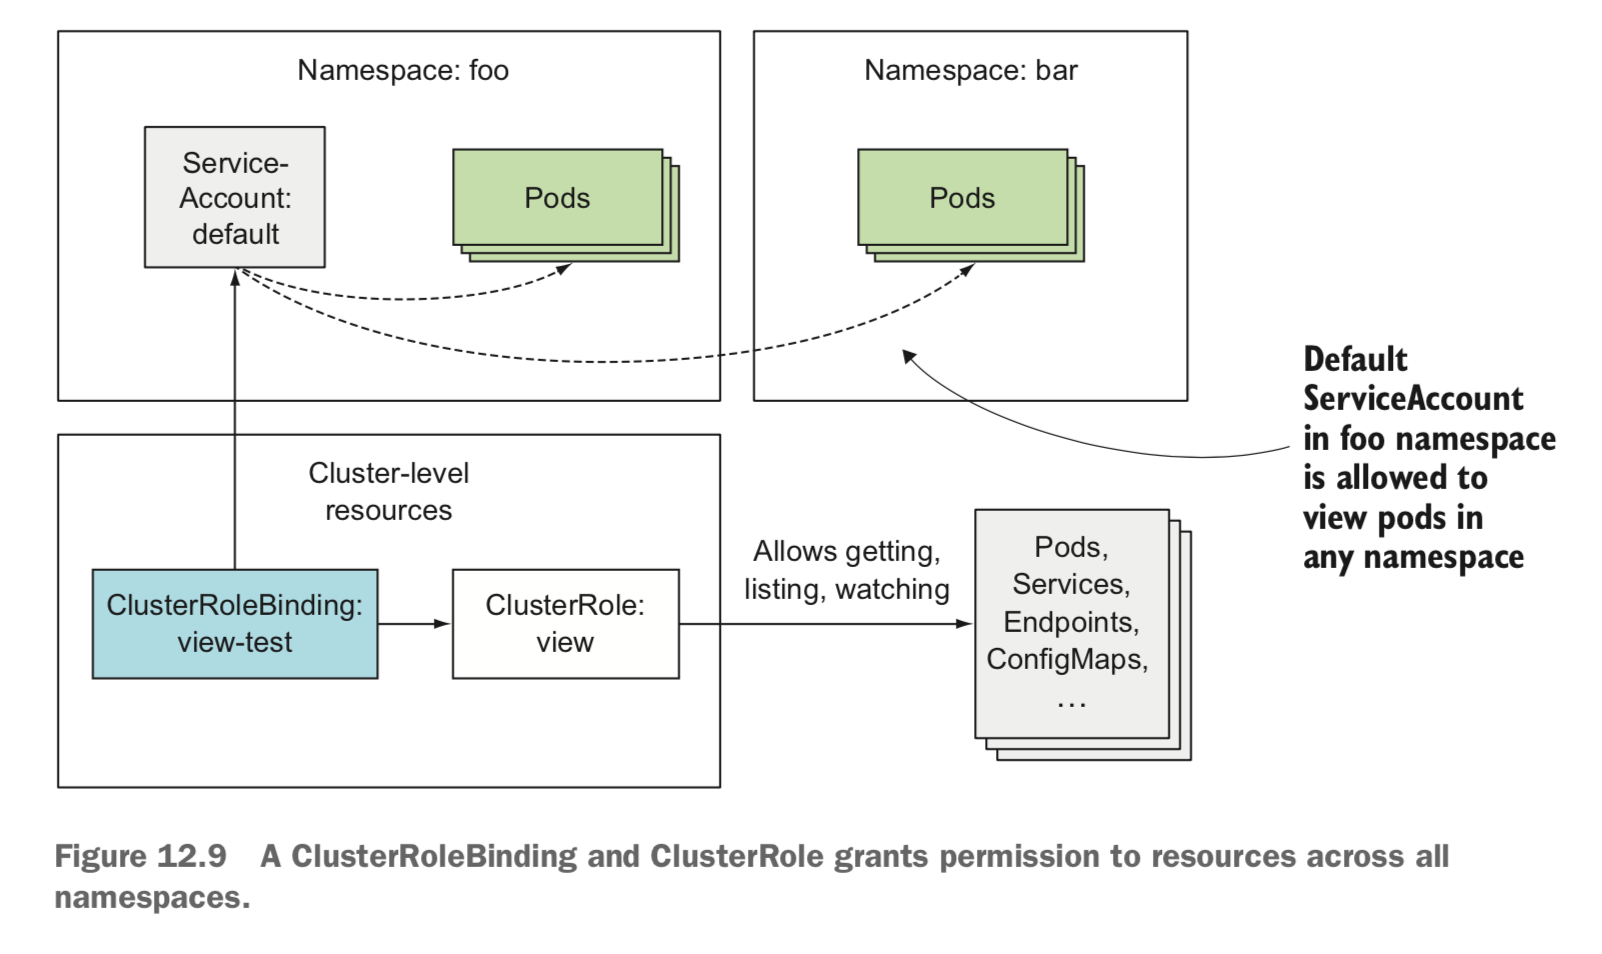 Namespace: foo
Namespace: bar
Service-
Account:
default
Pods
Pods
Default
ServiceAccount
in foo namespace
is allowed to
view pods in
any namespace
Cluster-level
resources
ClusterRoleBinding:
view-test
ClusterRole:
view
Allows getting,
listing, watching
Pods,
Services,
Endpoints,
ConfigMaps,
...
Figure 12.9 A ClusterRoleBinding and ClusterRole grants permission to resources across all
namespaces.